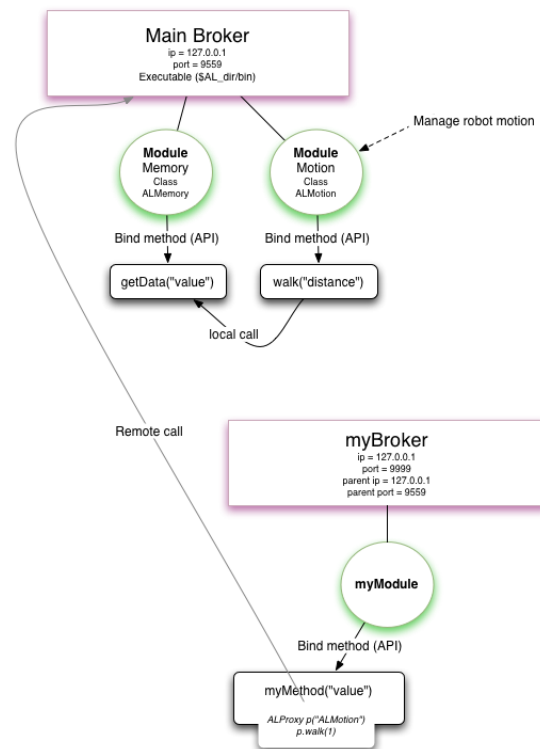 Main Broker
ip = 127.0.0.1
port = 9559
Executable ($AL_dir/bin)
Manage robot motion
Module
Memory
Class
ALMemory
Module
Motion
Class
ALMotion
Bind method (API)
Bind method (API)
getData("value")
walk("distance")
local call
Remote call
myBroker
ip = 127.0.0.1
port = 9999
parent ip = 127.0.0.1
parent port = 9559
myModule
Bind method (API)
myMethod("value")
ALProxy p("ALMotion")
p.walk(1)